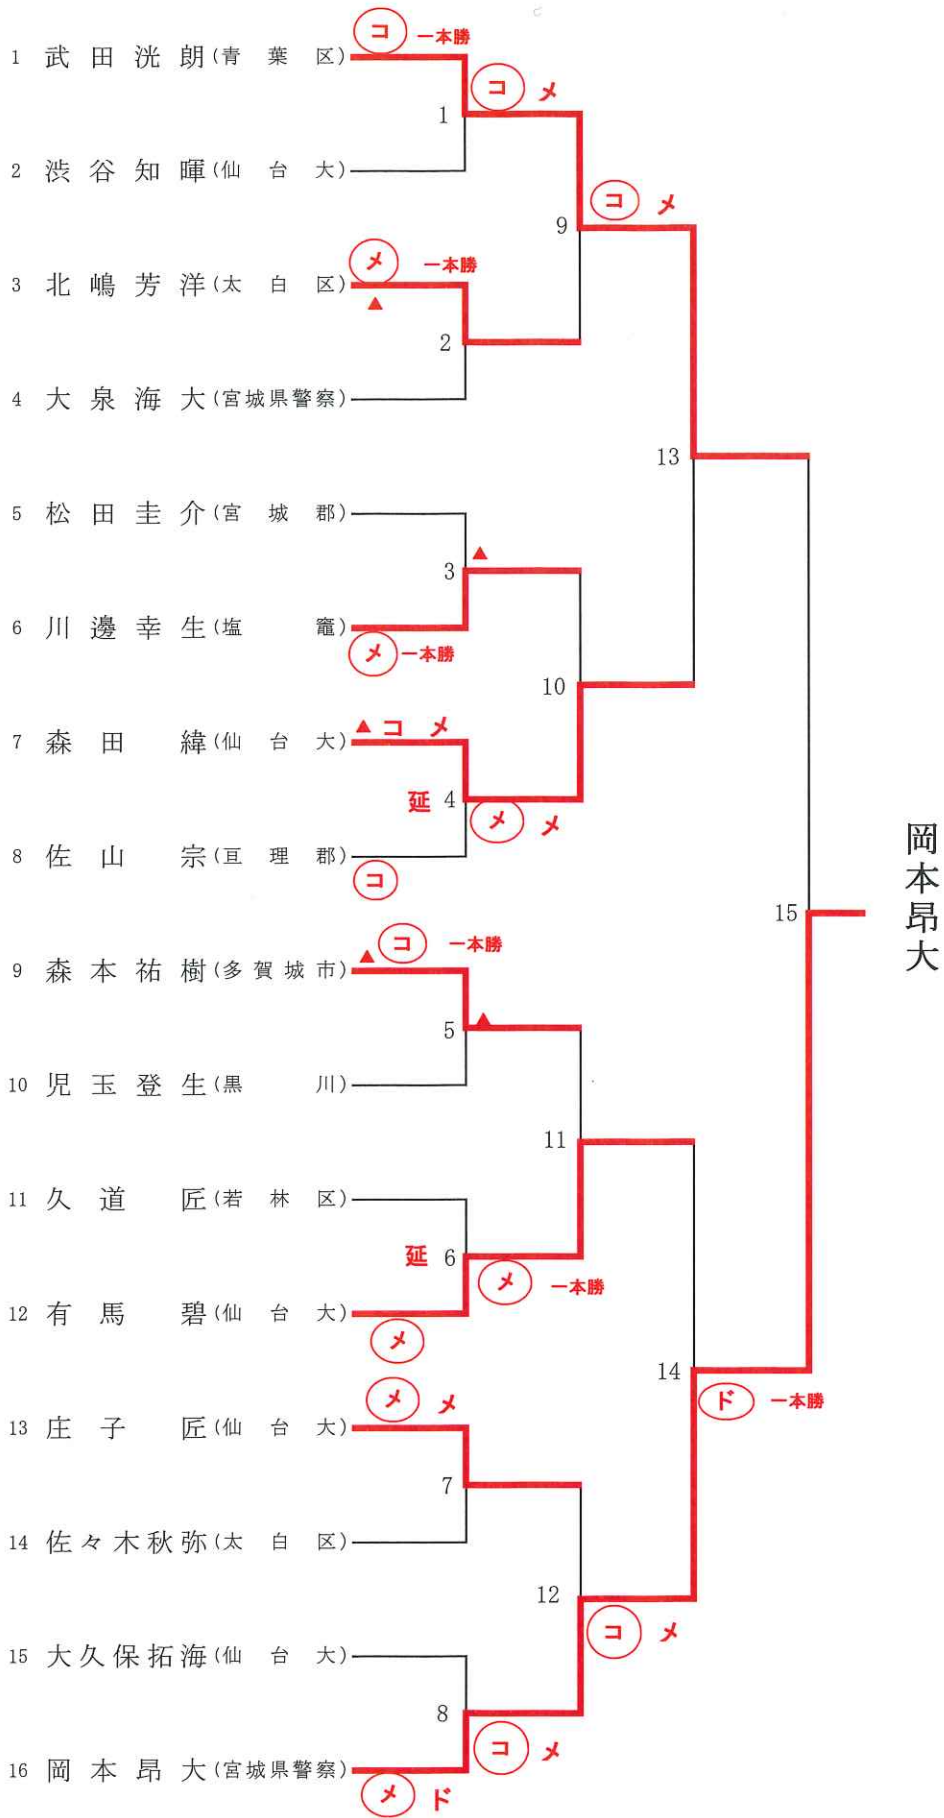 コ 一本勝
1 武田洸朗(青葉区)
コ メ
1
2 渋谷知暉(仙台大)
コ メ
9
メ 一本勝
3 北嶋芳洋(太白区)
▲
2
4 大泉海大(宮城県警察)
13
5 松田圭介(宮城郡)
▲
3
6 川邊幸生(塩竈)
メ 一本勝
10
▲ コ メ
7 森田緯(仙台大)
延 4
メ メ
8 佐山宗(亘理郡)
コ
岡本昂大
15
▲ コ 一本勝
9 森本祐樹(多賀城市)
▲
5
10 児玉登生(黒川)
11
11 久道匠(若林区)
延 6
メ 一本勝
12 有馬碧(仙台大)
メ
14
ド 一本勝
メ メ
13 庄子匠(仙台大)
7
14 佐々木秋弥(太白区)
12
コ メ
15 大久保拓海(仙台大)
8
コ メ
16 岡本昂大(宮城県警察)
メ ド